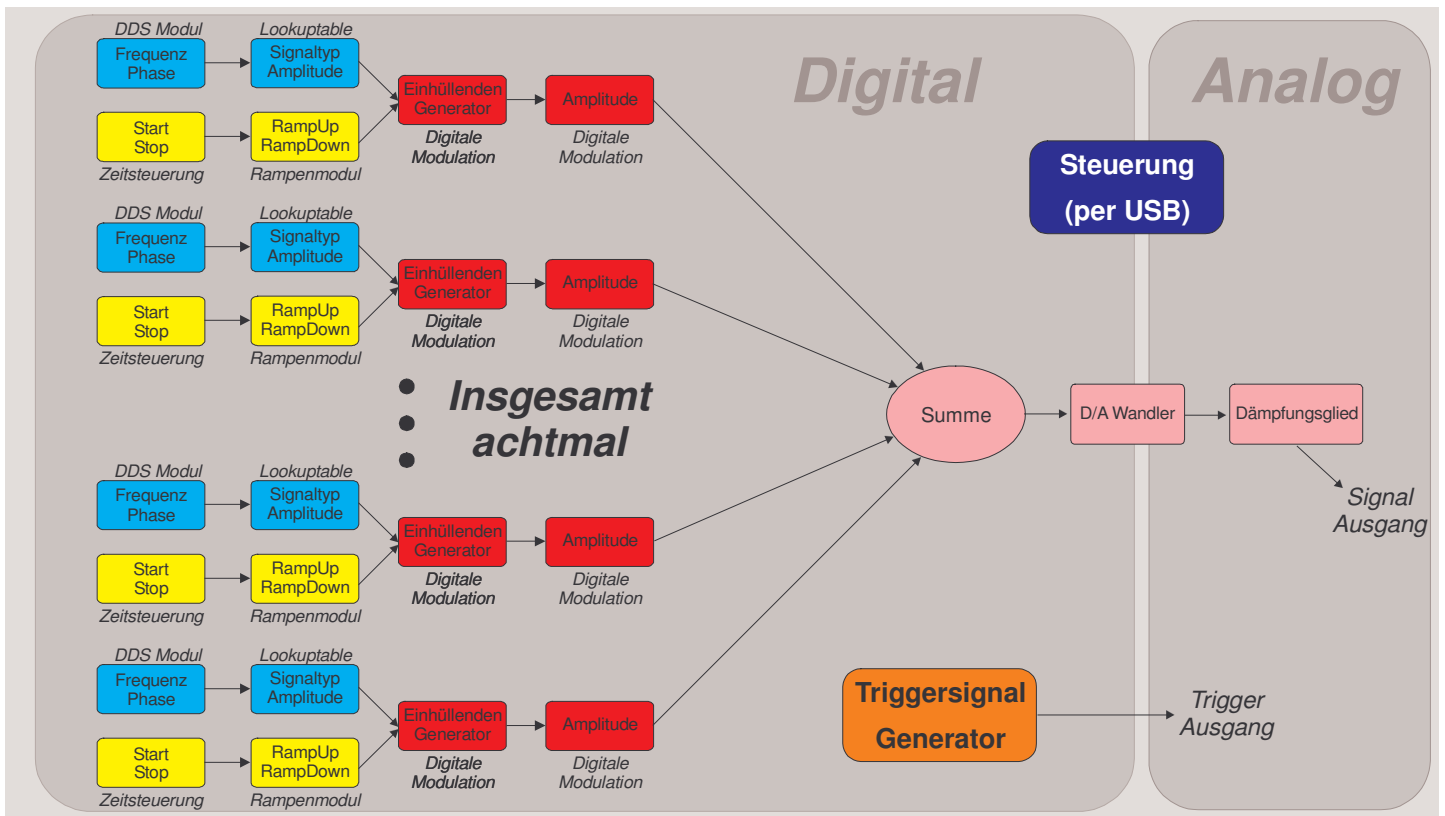 Digital
Analog
DDS Modul
Lookuptable
Frequenz
Phase
Signaltyp
Amplitude
Einhüllenden
Generator
Amplitude
Start
Stop
RampUp
RampDown
Digitale
Modulation
Digitale
Modulation
Zeitsteuerung
Rampenmodul
Steuerung
(per USB)
DDS Modul
Lookuptable
Frequenz
Phase
Signaltyp
Amplitude
Einhüllenden
Generator
Amplitude
Start
Stop
RampUp
RampDown
Digitale
Modulation
Digitale
Modulation
Zeitsteuerung
Rampenmodul
Insgesamt
achtmal
Summe
D/A Wandler
Dämpfungsglied
Signal
Ausgang
DDS Modul
Lookuptable
Frequenz
Phase
Signaltyp
Amplitude
Einhüllenden
Generator
Amplitude
Start
Stop
RampUp
RampDown
Digitale
Modulation
Digitale
Modulation
Zeitsteuerung
Rampenmodul
DDS Modul
Lookuptable
Frequenz
Phase
Signaltyp
Amplitude
Einhüllenden
Generator
Amplitude
Start
Stop
RampUp
RampDown
Digitale
Modulation
Digitale
Modulation
Zeitsteuerung
Rampenmodul
Triggersignal
Generator
Trigger
Ausgang